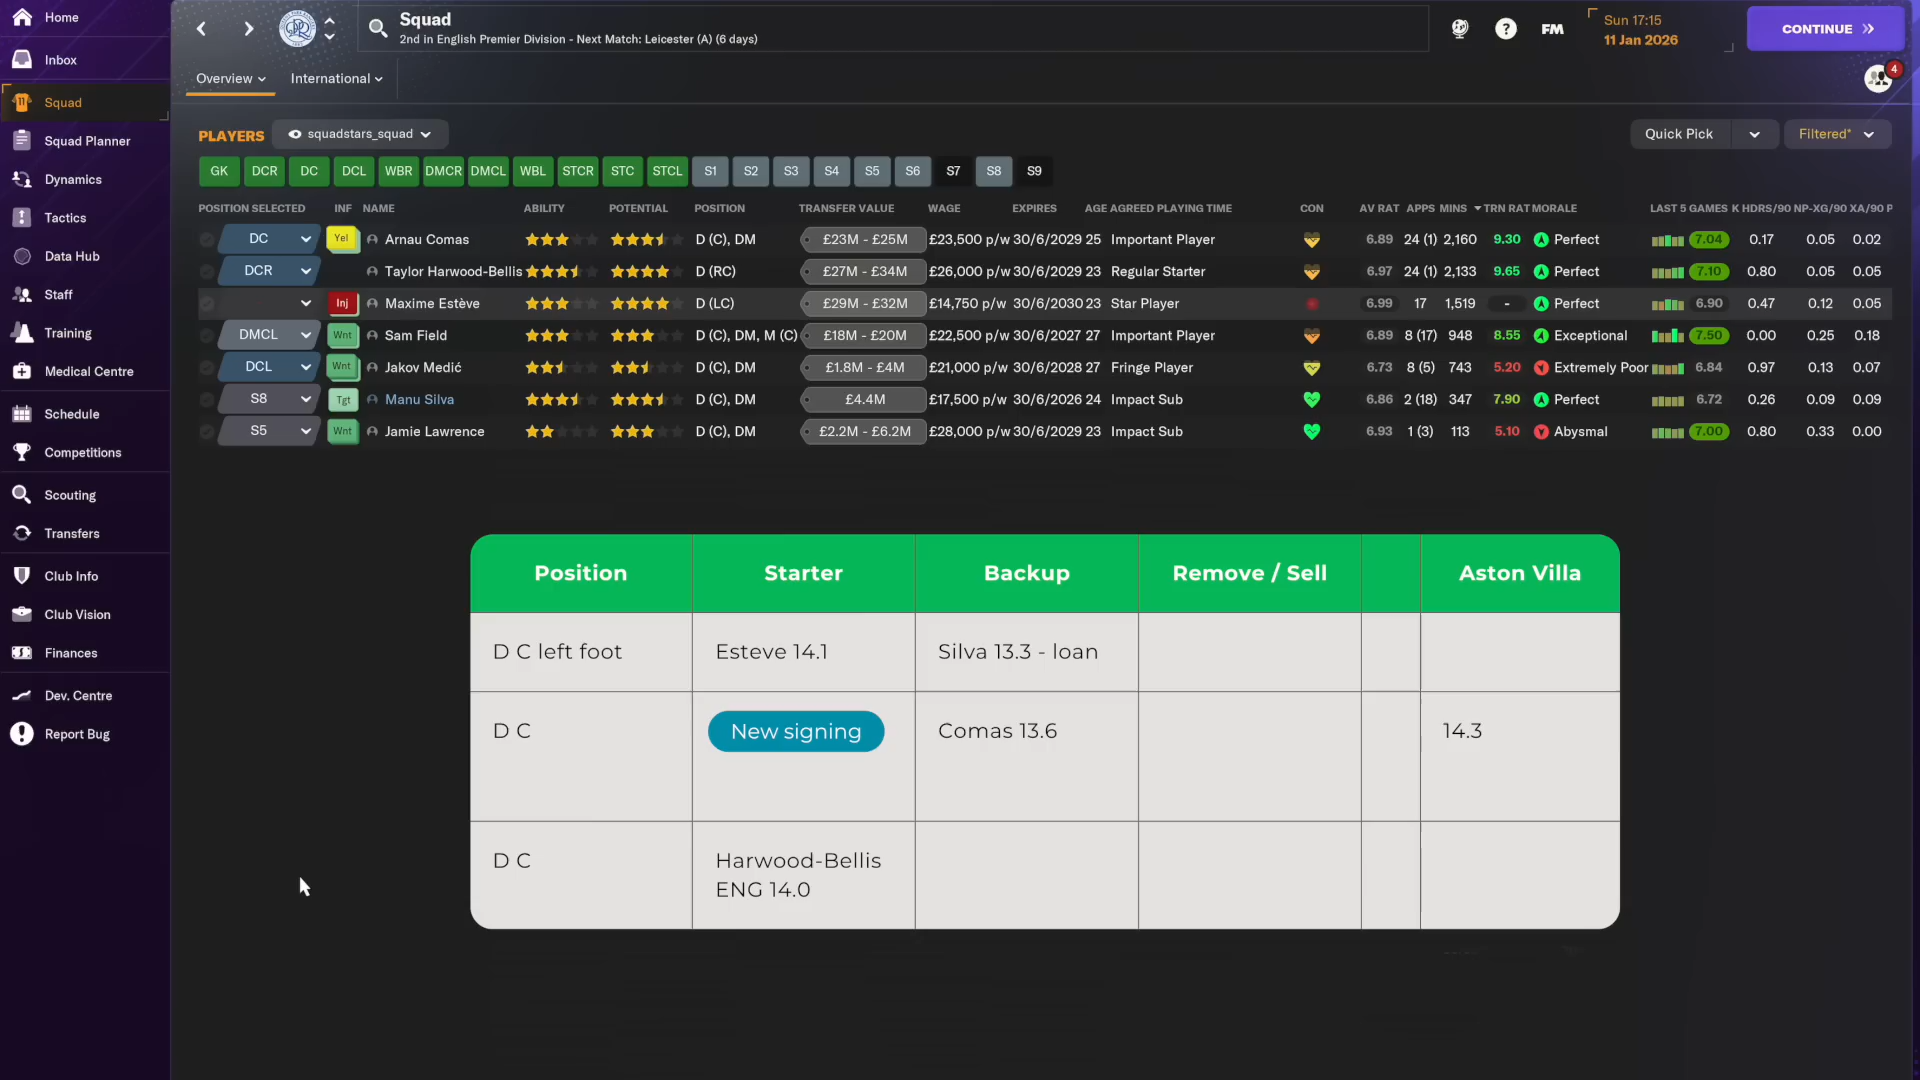 Home
Inbox
Squad
Squad Planner
Dynamics
Tactics
Data Hub
Staff
Training
Medical Centre
Schedule
Competitions
Scouting
Transfers
Club Info
Club Vision
Finances
Dev. Centre
Report Bug
Squad
2nd in English Premier Division - Next Match: Leicester (A) (6 days)
FM
Sun 17:15
11 Jan 2026
CONTINUE
4
Overview International
PLAYERS squadstars_squad Quick Pick Filtered*
GK DCR DC DCL WBR DMCR DMCL WBL STCR STC STCL S1 S2 S3 S4 S5 S6 S7 S8 S9
POSITION SELECTED INF NAME ABILITY POTENTIAL POSITION TRANSFER VALUE WAGE EXPIRES AGE AGREED PLAYING TIME CON AV RAT APPS MINS TRN RAT MORALE LAST 5 GAMES K HDRS/90 NP-XG/90 XA/90 P
DC Yel Arnau Comas D (C), DM £23M - £25M £23,500 p/w 30/6/2029 25 Important Player 6.89 24 (1) 2,160 9.30 Perfect 7.04 0.17 0.05 0.02
DCR Taylor Harwood-Bellis D (RC) £27M - £34M £26,000 p/w 30/6/2029 23 Regular Starter 6.97 24 (1) 2,133 9.65 Perfect 7.10 0.80 0.05 0.05
Inj Maxime Estève D (LC) £29M - £32M £14,750 p/w 30/6/2030 23 Star Player 6.99 17 1,519 - Perfect 6.90 0.47 0.12 0.05
DMCL Wnt Sam Field D (C), DM, M (C) £18M - £20M £22,500 p/w 30/6/2027 27 Important Player 6.89 8 (17) 948 8.55 Exceptional 7.50 0.00 0.25 0.18
DCL Wnt Jakov Medić D (C), DM £1.8M - £4M £21,000 p/w 30/6/2028 27 Fringe Player 6.73 8 (5) 743 5.20 Extremely Poor 6.84 0.97 0.13 0.07
S8 Tgt Manu Silva D (C), DM £4.4M £17,500 p/w 30/6/2026 24 Impact Sub 6.86 2 (18) 347 7.90 Perfect 6.72 0.26 0.09 0.09
S5 Wnt Jamie Lawrence D (C), DM £2.2M - £6.2M £28,000 p/w 30/6/2029 23 Impact Sub 6.93 1 (3) 113 5.10 Abysmal 7.00 0.80 0.33 0.00
Position Starter Backup Remove / Sell Aston Villa
D C left foot Esteve 14.1 Silva 13.3 - loan
D C New signing Comas 13.6 14.3
D C Harwood-Bellis
ENG 14.0